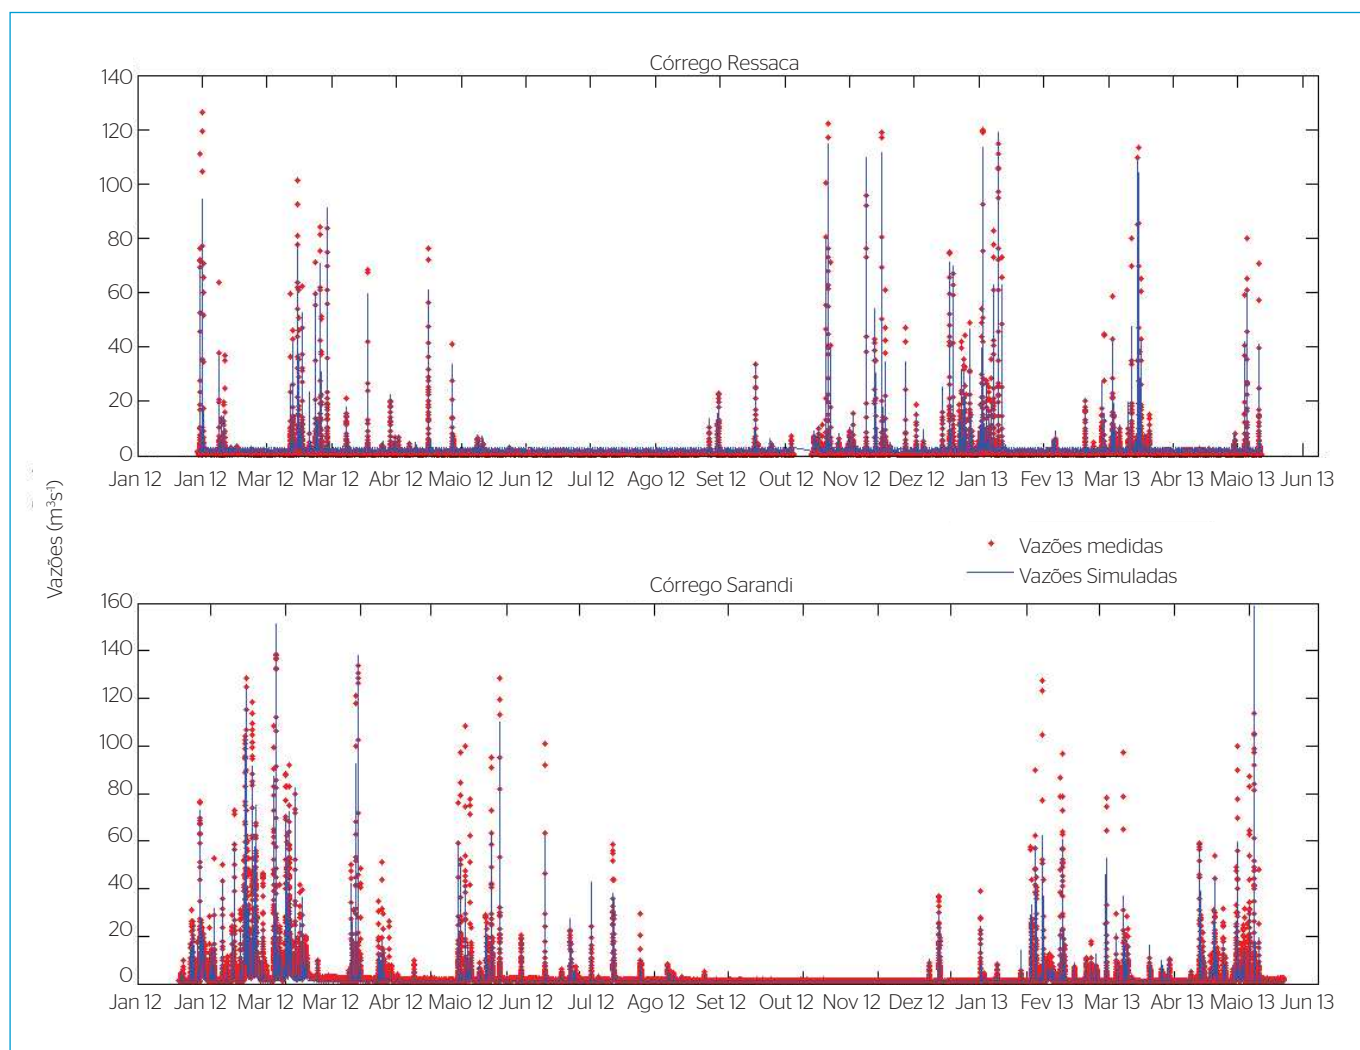 Córrego Ressaca
140
120
100
80
60
40
20
0
Jan 12 Jan 12 Mar 12 Mar 12 Abr 12 Maio 12 Jun 12 Jul 12 Ago 12 Set 12 Out 12 Nov 12 Dez 12 Jan 13 Fev 13 Mar 13 Abr 13 Maio 13 Jun 13
Vazões (m³s⁻¹)
Vazões medidas
Vazões Simuladas
Córrego Sarandi
160
140
120
100
80
60
40
20
0
Jan 12 Jan 12 Mar 12 Mar 12 Abr 12 Maio 12 Jun 12 Jul 12 Ago 12 Set 12 Out 12 Nov 12 Dez 12 Jan 13 Fev 13 Mar 13 Abr 13 Maio 13 Jun 13